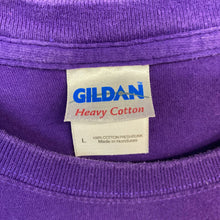 GILDAN
Heavy Cotton
L
100% COTTON PRESHRUNK
Made in Honduras